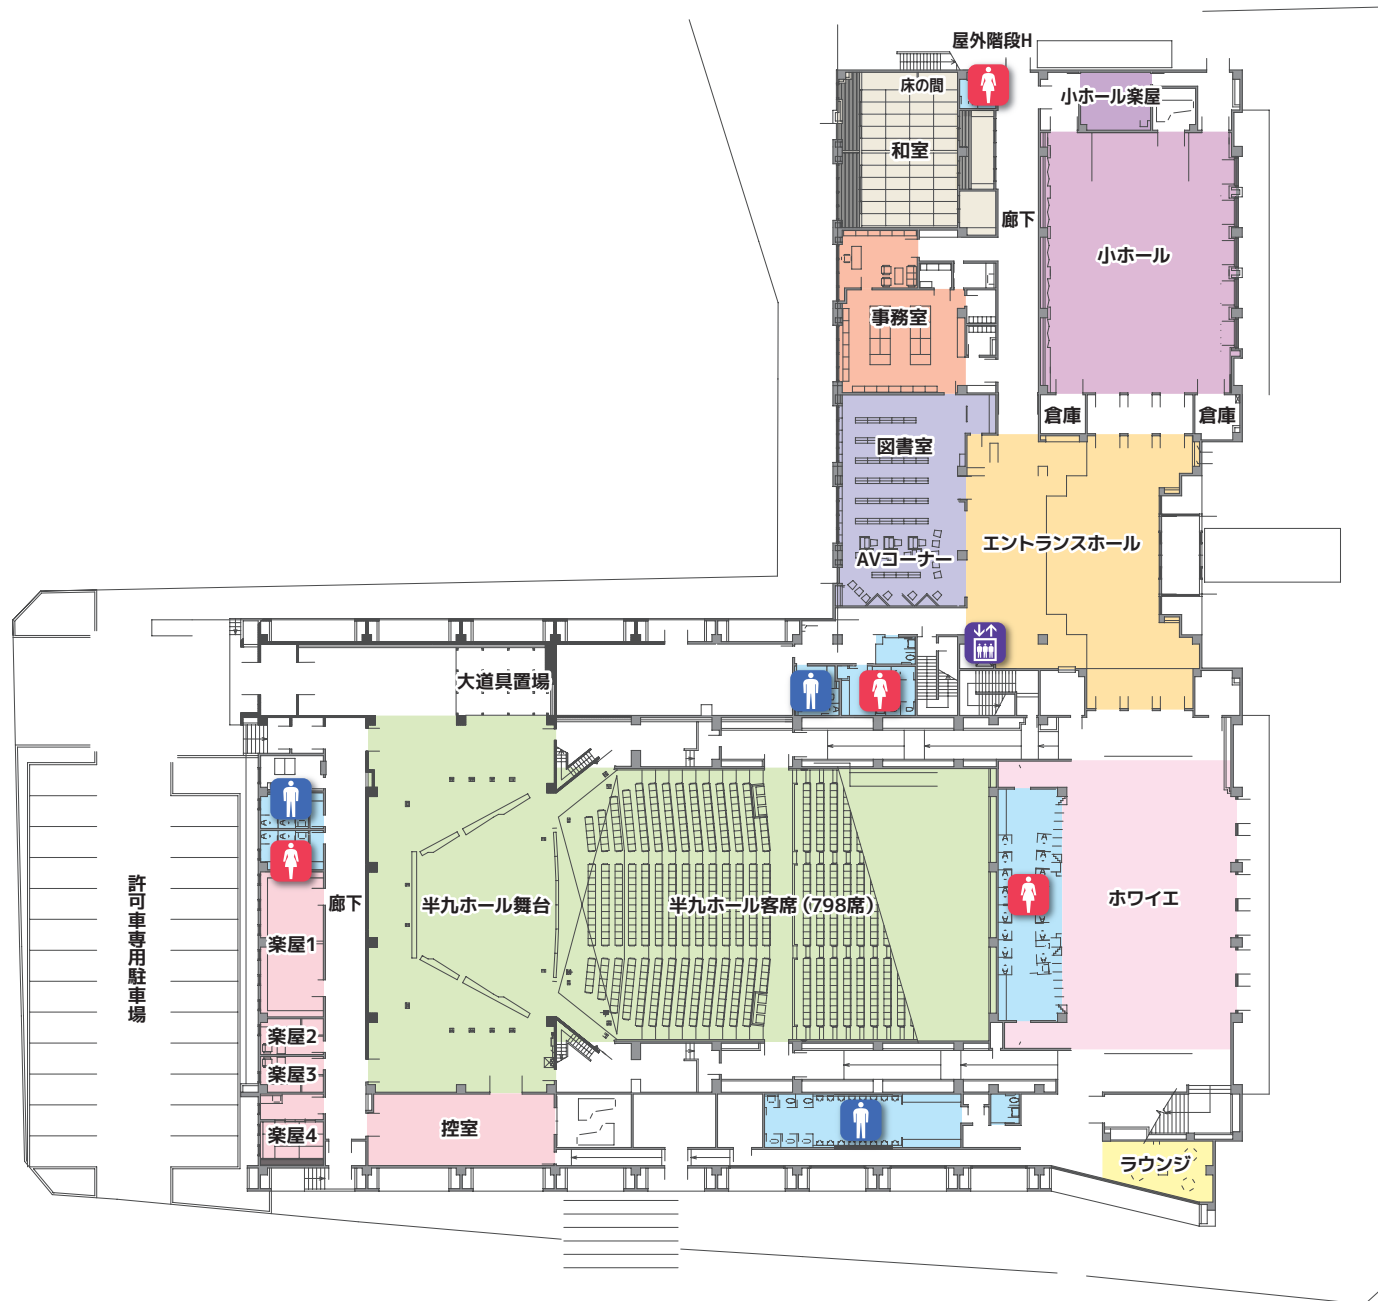 屋外階段H
床の間
小ホール楽屋
和室
廊下
小ホール
事務室
倉庫
倉庫
図書室
エントランスホール
AVコーナー
大道具置場
許可車専用駐車場
廊下
半九ホール舞台
半九ホール客席（798席）
ホワイエ
楽屋1
楽屋2
楽屋3
楽屋4
控室
ラウンジ